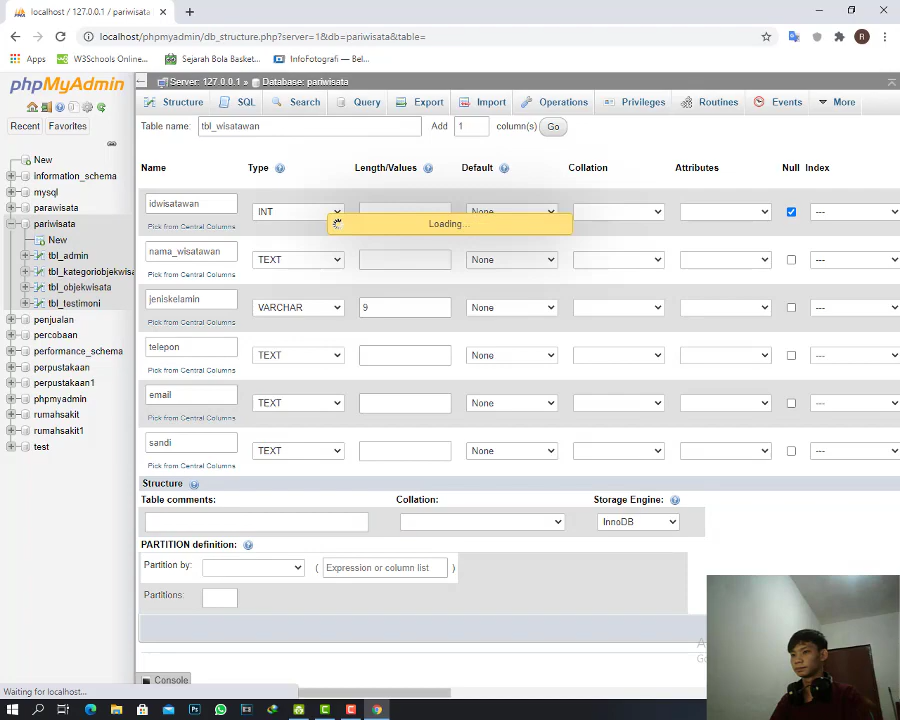 localhost / 127.0.0.1 / pariwisata
localhost/phpmyadmin/db_structure.php?server=1&db=pariwisata&table=
R
Apps W3Schools Online... Sejarah Bola Basket... InfoFotografi — Bel...
phpMyAdmin
Recent Favorites
New
information_schema
mysql
parawisata
pariwisata
New
tbl_admin
tbl_kategoriobjekwisa
tbl_objekwisata
tbl_testimoni
penjualan
percobaan
performance_schema
perpustakaan
perpustakaan1
phpmyadmin
rumahsakit
rumahsakit1
test
Server: 127.0.0.1 » Database: pariwisata
Structure SQL Search Query Export Import Operations Privileges Routines Events More
Table name: tbl_wisatawan Add 1 column(s) Go
Name Type Length/Values Default Collation Attributes Null Index
idwisatawan INT None ---
Pick from Central Columns
Loading...
nama_wisatawan TEXT None ---
Pick from Central Columns
jeniskelamin VARCHAR 9 None ---
Pick from Central Columns
telepon TEXT None ---
Pick from Central Columns
email TEXT None ---
Pick from Central Columns
sandi TEXT None ---
Pick from Central Columns
Structure
Table comments: Collation: Storage Engine:
InnoDB
PARTITION definition:
Partition by: ( Expression or column list )
Partitions:
Console
Waiting for localhost...